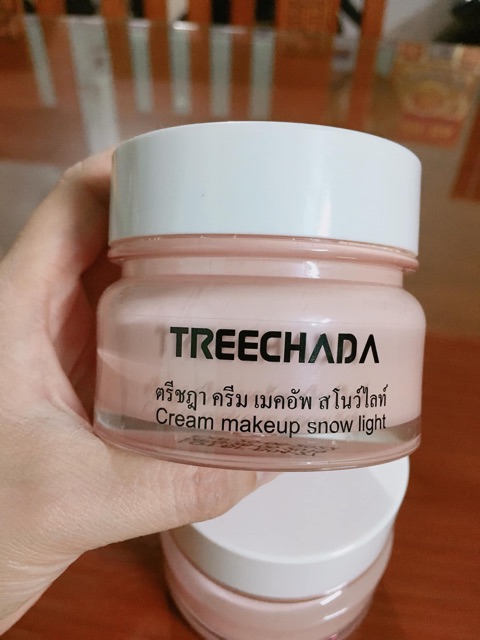 TREECHADA
ตรีชฎา ครีม เมคอัพ สโนว์ไลท์
Cream makeup snow light